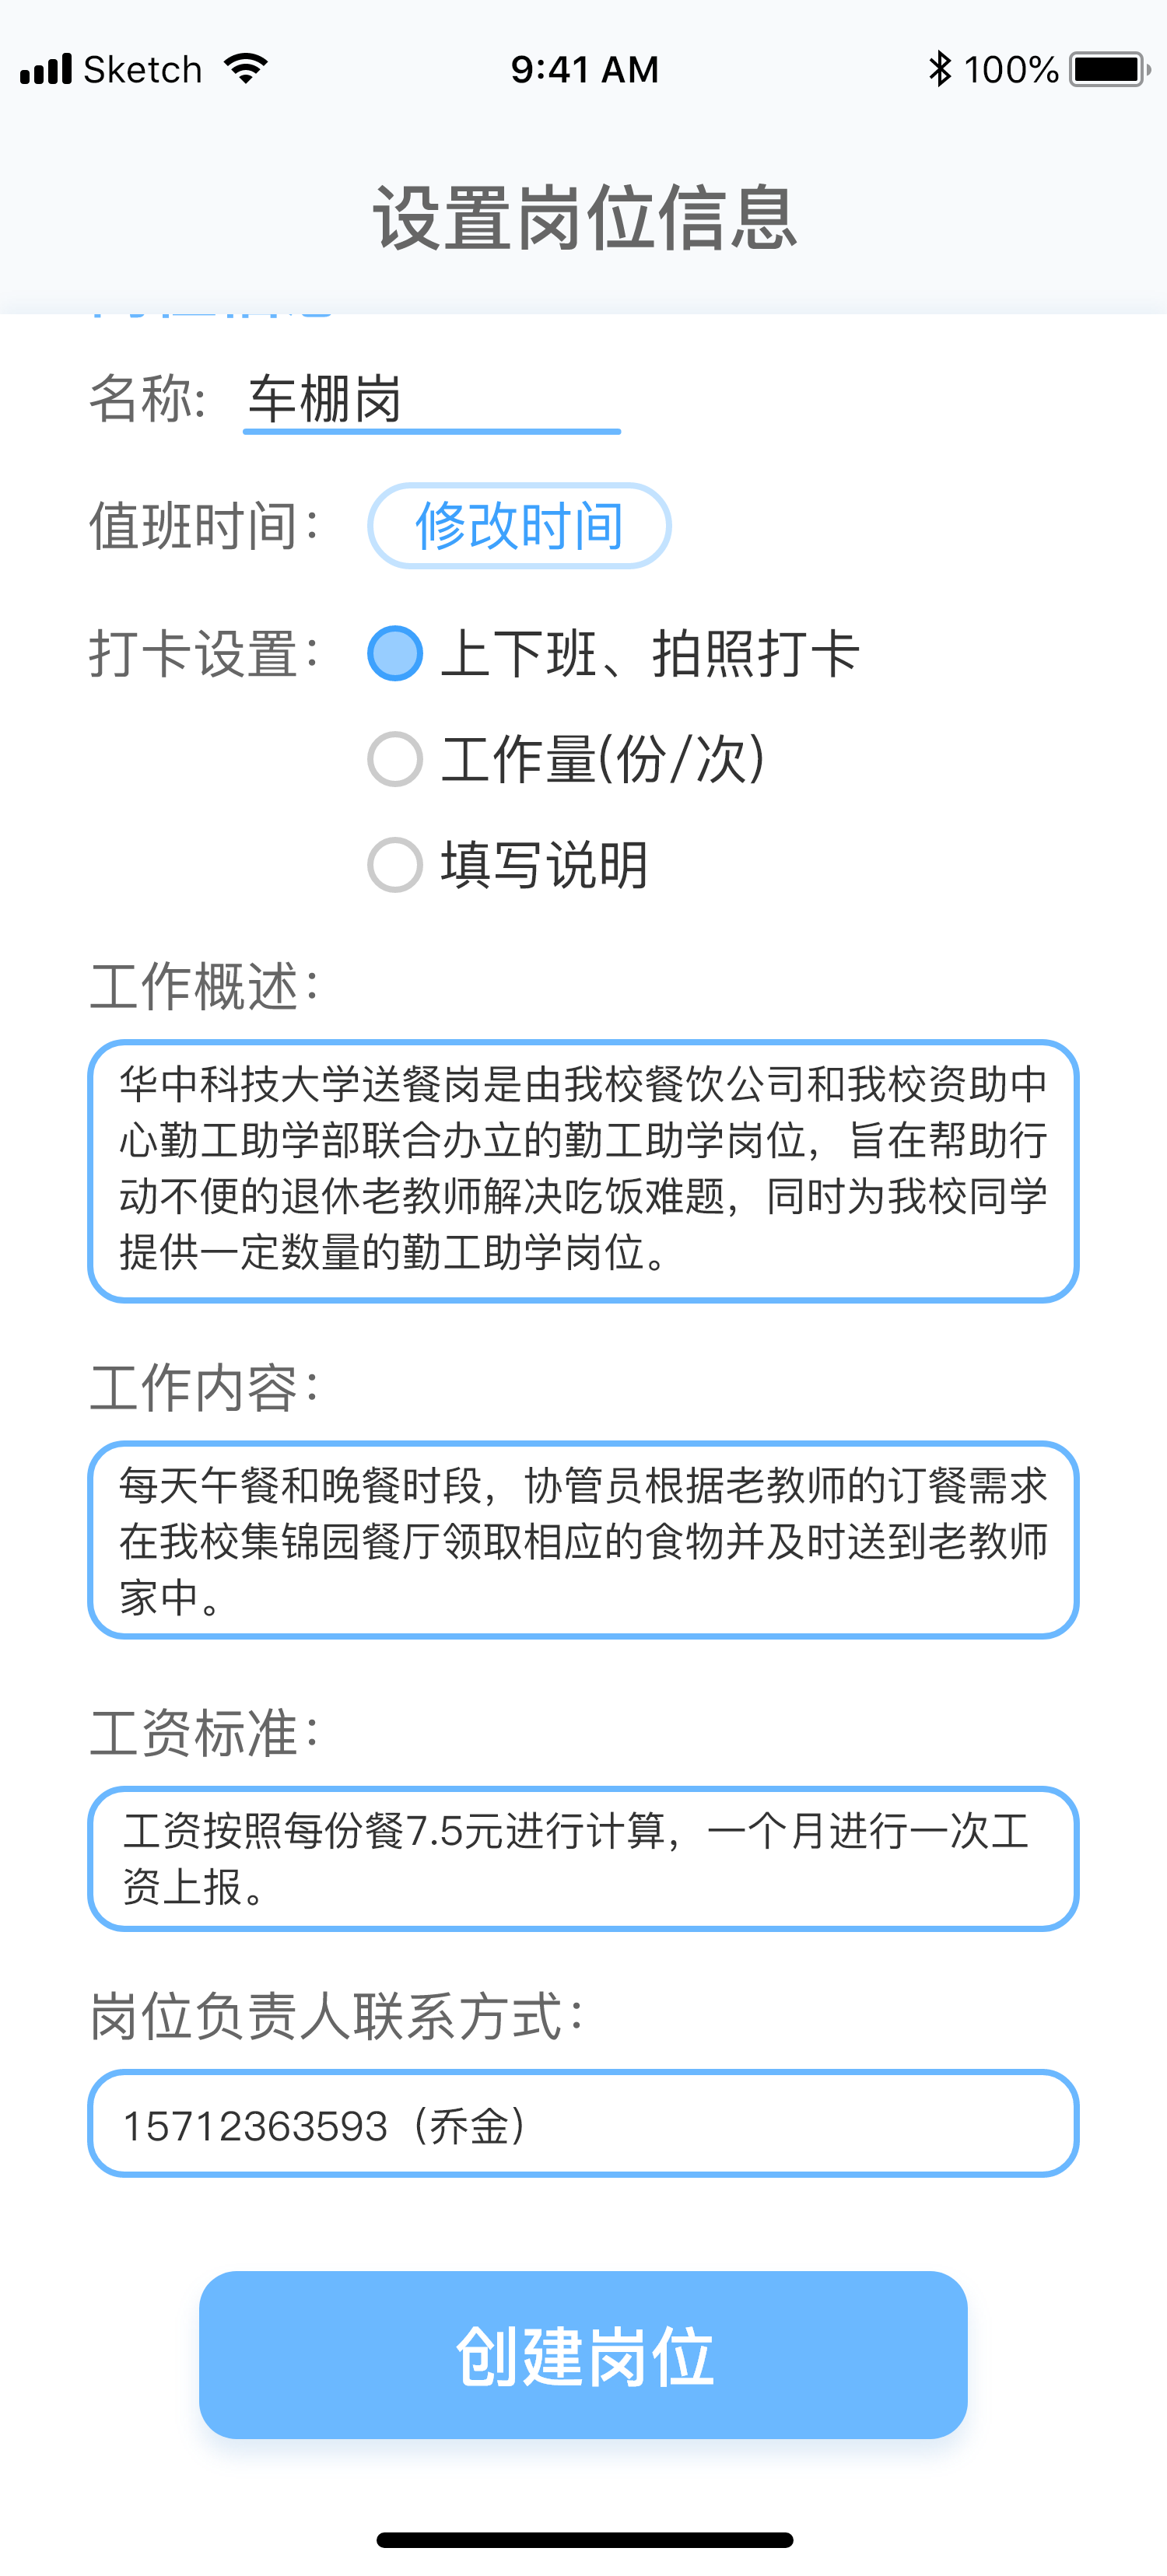 Sketch 9:41 AM 100%
设置岗位信息
名称: 车棚岗
值班时间： 修改时间
打卡设置： 上下班、拍照打卡
工作量(份/次)
填写说明
工作概述：
华中科技大学送餐岗是由我校餐饮公司和我校资助中
心勤工助学部联合办立的勤工助学岗位，旨在帮助行
动不便的退休老教师解决吃饭难题，同时为我校同学
提供一定数量的勤工助学岗位。
工作内容：
每天午餐和晚餐时段，协管员根据老教师的订餐需求
在我校集锦园餐厅领取相应的食物并及时送到老教师
家中。
工资标准：
工资按照每份餐7.5元进行计算，一个月进行一次工
资上报。
岗位负责人联系方式：
15712363593（乔金）
创建岗位